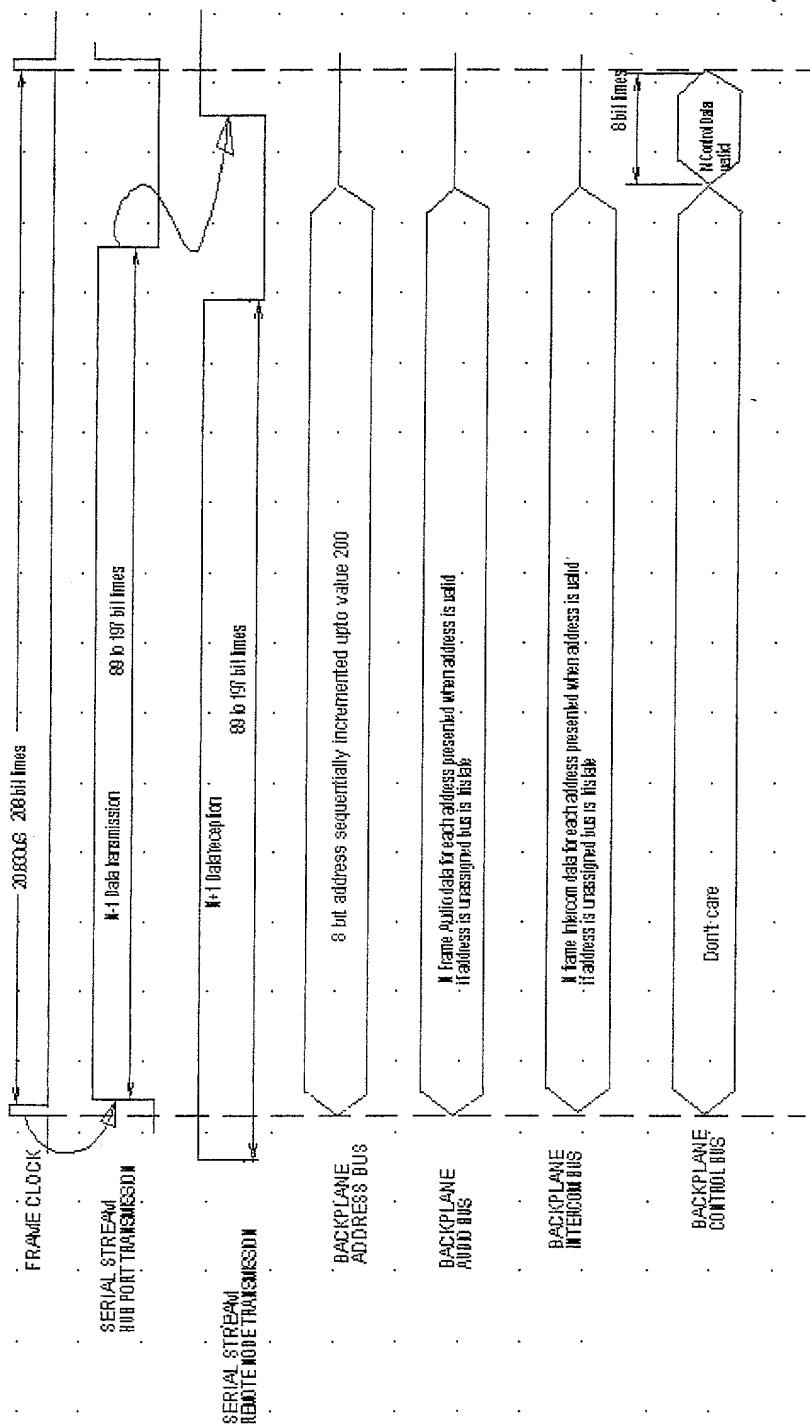 FRAME CLOCK
20.800uS 208 bit times
SERIAL STREAM
HUB PORT TRANSMISSION
N-1 Data transmission
89 to 197 bit times
SERIAL STREAM
REMOTE NODE TRANSMISSION
N+1 Data reception
89 to 197 bit times
BACKPLANE
ADDRESS BUS
8 bit address sequentially incremented upto value 200
BACKPLANE
AUDIO BUS
N Frame Audio data for each address presented when address is valid
if address is unassigned bus is tristate
BACKPLANE
INTERCOM BUS
N frame Intercom data for each address presented when address is valid
if address is unassigned bus is tristate
BACKPLANE
CONTROL BUS
Don't care
8 bit times
N Control Data
valid